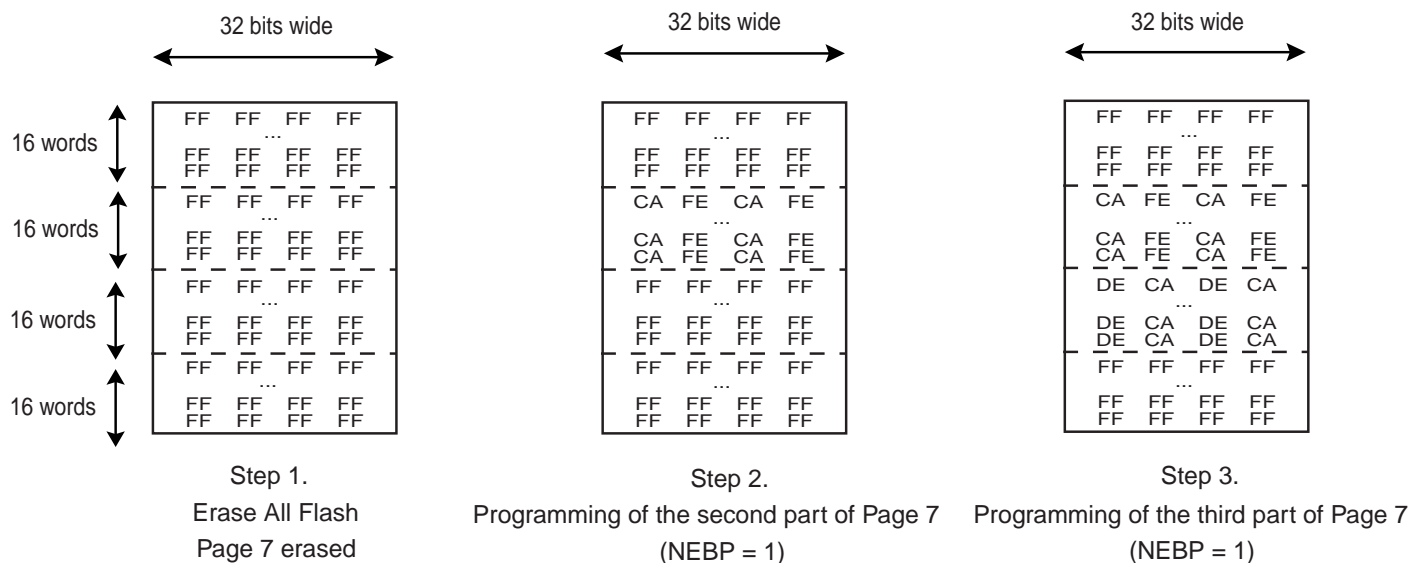 32 bits wide
32 bits wide
32 bits wide
16 words
16 words
16 words
16 words
FF FF FF FF
...
FF FF FF FF
FF FF FF FF
FF FF FF FF
...
FF FF FF FF
FF FF FF FF
FF FF FF FF
...
FF FF FF FF
FF FF FF FF
FF FF FF FF
...
FF FF FF FF
FF FF FF FF
Step 1.
Erase All Flash
Page 7 erased
FF FF FF FF
...
FF FF FF FF
FF FF FF FF
CA FE CA FE
...
CA FE CA FE
CA FE CA FE
FF FF FF FF
...
FF FF FF FF
FF FF FF FF
FF FF FF FF
...
FF FF FF FF
FF FF FF FF
Step 2.
Programming of the second part of Page 7
(NEBP = 1)
FF FF FF FF
...
FF FF FF FF
FF FF FF FF
CA FE CA FE
...
CA FE CA FE
CA FE CA FE
DE CA DE CA
...
DE CA DE CA
DE CA DE CA
FF FF FF FF
...
FF FF FF FF
FF FF FF FF
Step 3.
Programming of the third part of Page 7
(NEBP = 1)